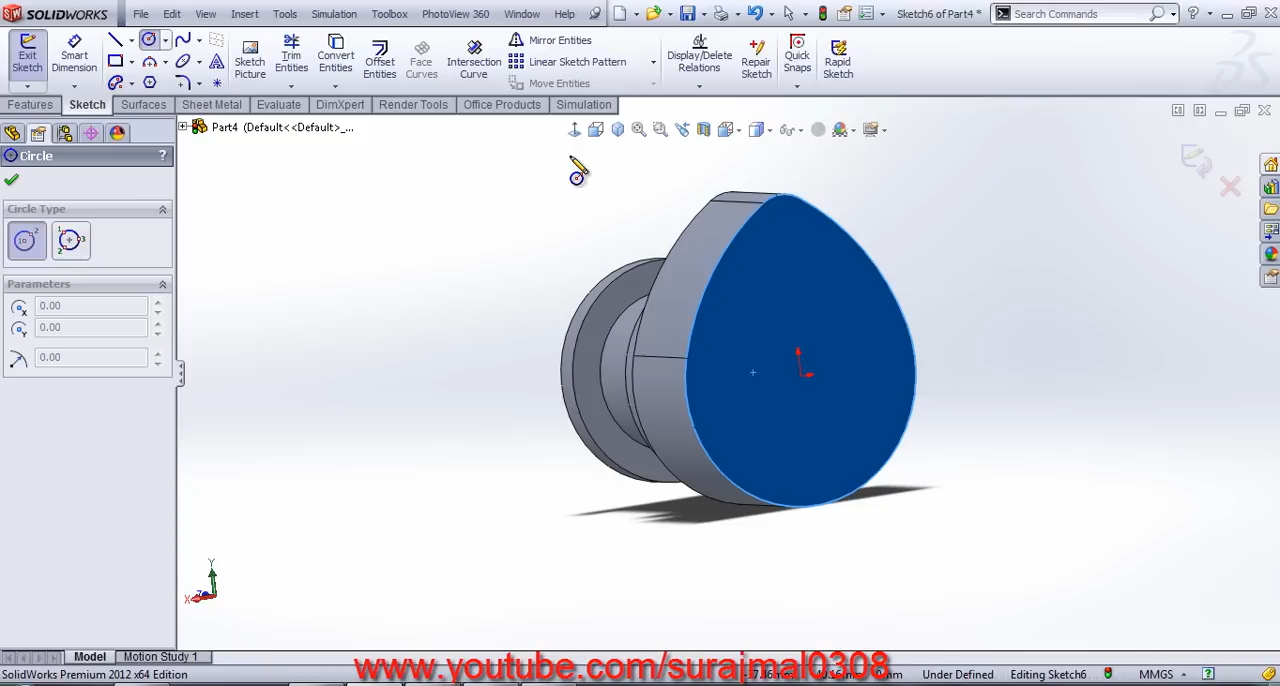 SOLIDWORKS File Edit View Insert Tools Simulation Toolbox PhotoView 360 Window Help Sketch6 of Part4 * Search Commands
Exit Sketch
Smart Dimension
Sketch Picture
Trim Entities
Convert Entities
Offset Entities
Face Curves
Intersection Curve
Mirror Entities
Linear Sketch Pattern
Move Entities
Display/Delete Relations
Repair Sketch
Quick Snaps
Rapid Sketch
Features Sketch Surfaces Sheet Metal Evaluate DimXpert Render Tools Office Products Simulation
Part4 (Default<<Default>_...
Circle ?
Circle Type
Parameters
0.00
0.00
0.00
Y
X
Model Motion Study 1
SolidWorks Premium 2012 x64 Edition
www.youtube.com/surajmal0308
Under Defined Editing Sketch6 MMGS